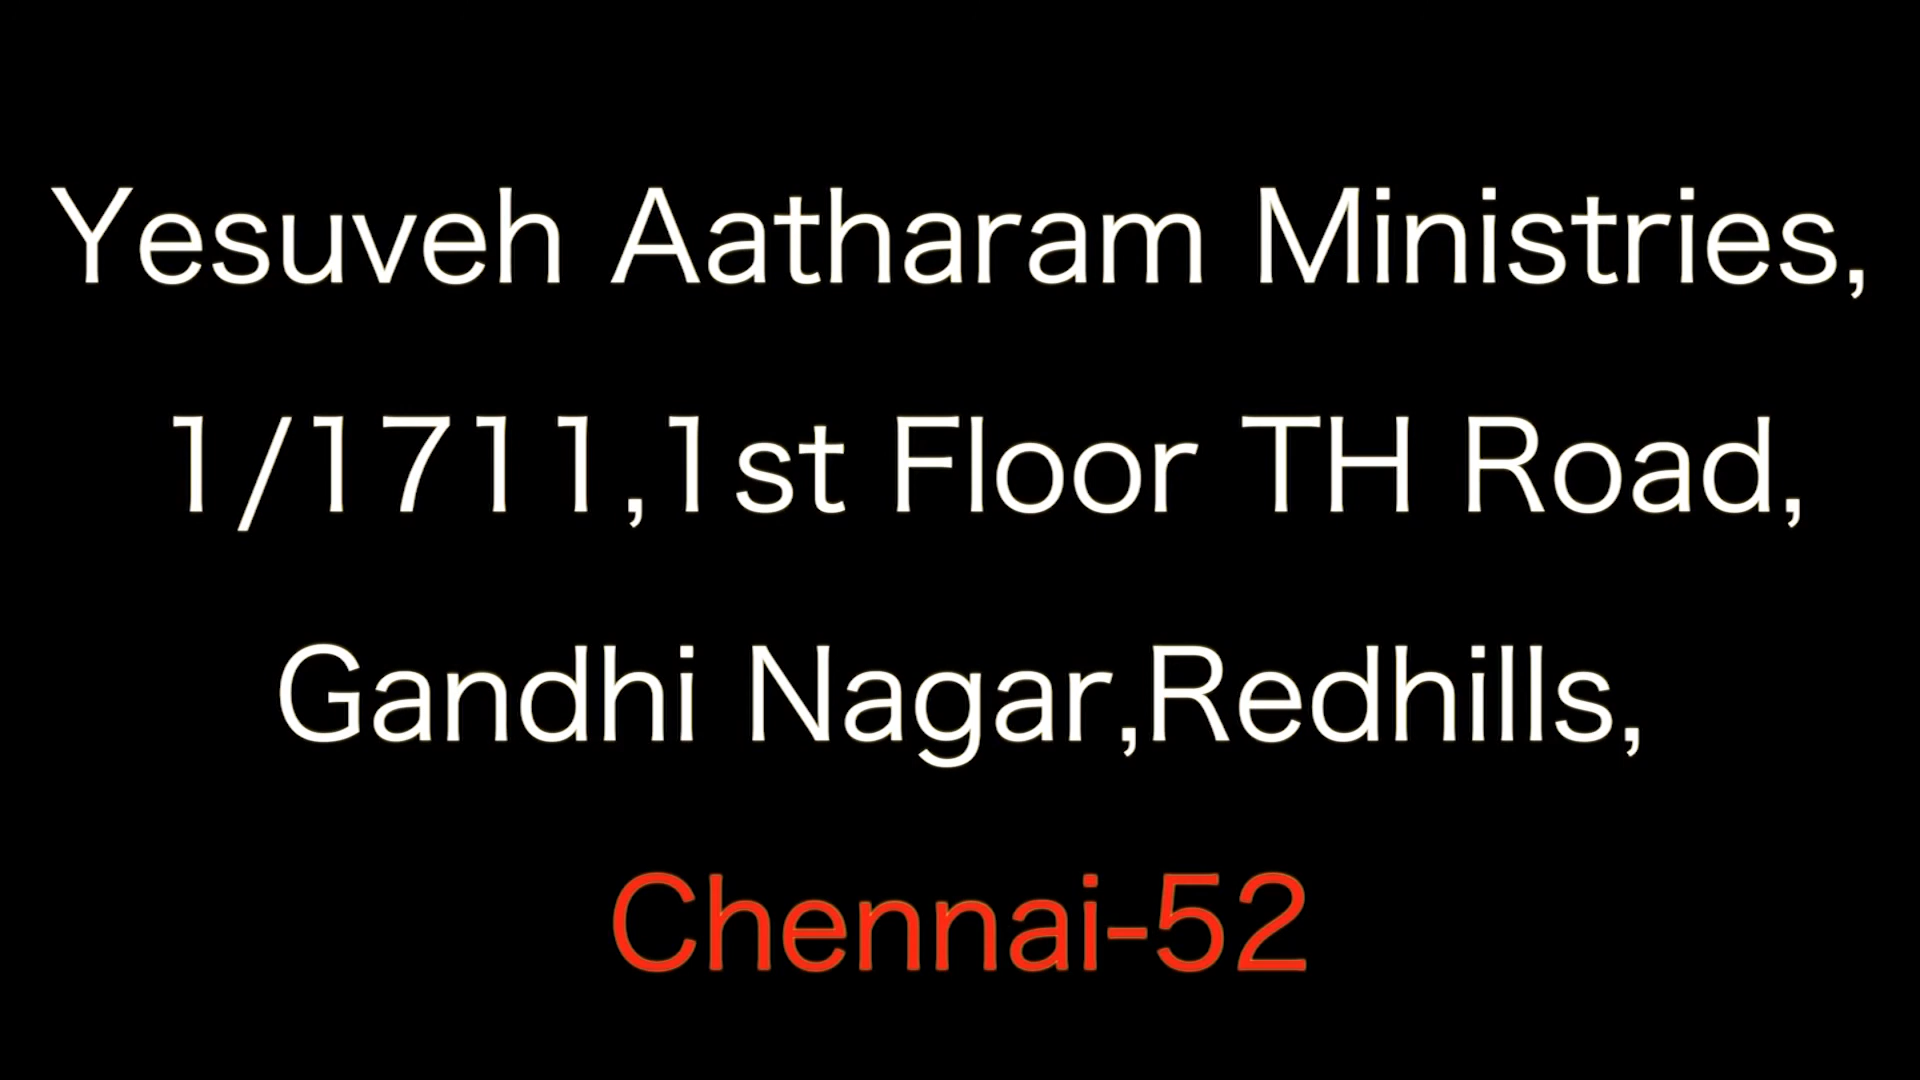 Yesuveh Aatharam Ministries,
1/1711,1st Floor TH Road,
Gandhi Nagar,Redhills,
Chennai-52